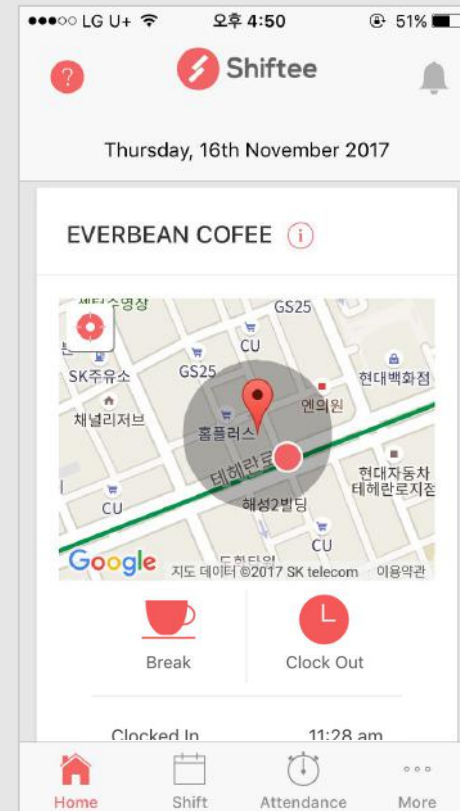 LG U+ 오후 4:50 51%
?
Shiftee
Thursday, 16th November 2017
EVERBEAN COFEE i
GS25
CU
SK주유소
GS25
현대백화점
엔의원
채널리저브
홈플러스
테헤란로
현대자동차
테헤란로지점
해성2빌딩
CU
CU
Google 지도 데이터 ©2017 SK telecom 이용약관
Break Clock Out
Clocked In 11:28 am
Home Shift Attendance More